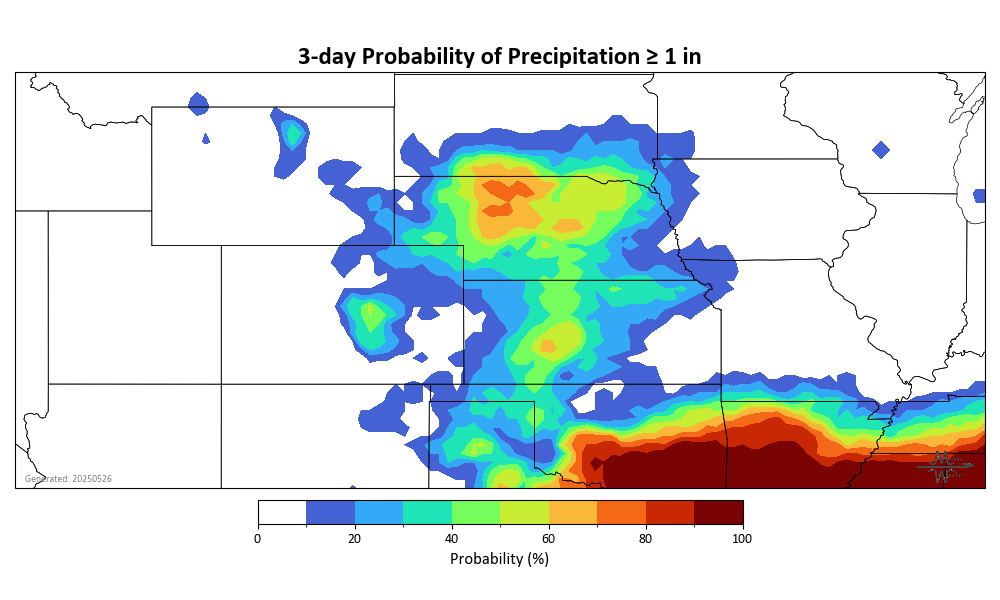 3-day Probability of Precipitation ≥ 1 in
Generated: 20250526
0 20 40 60 80 100
Probability (%)